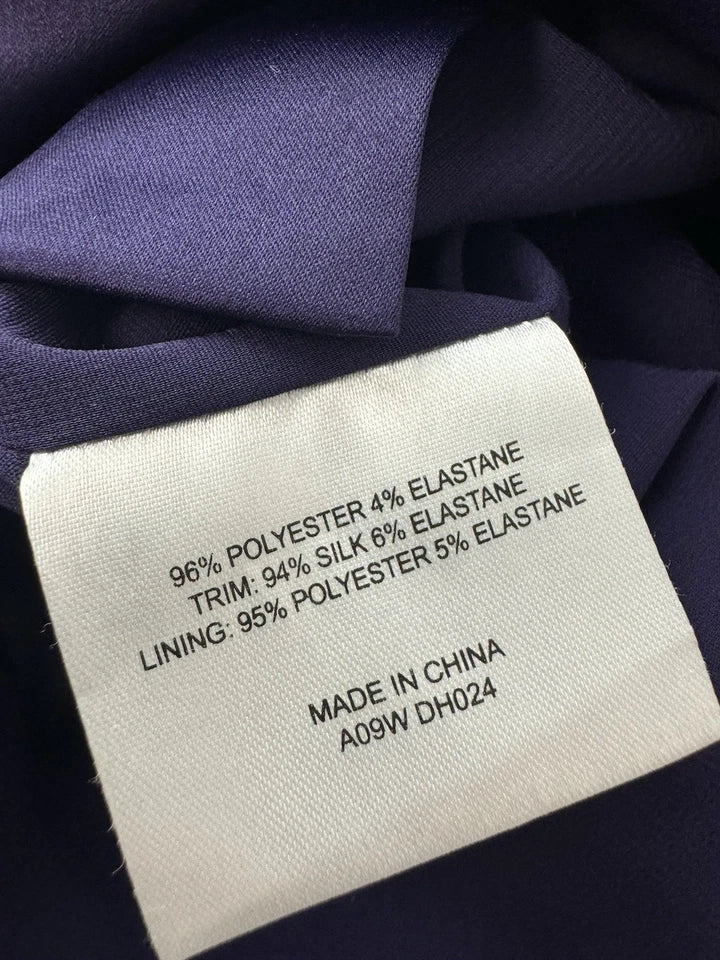 96% POLYESTER 4% ELASTANE
TRIM: 94% SILK 6% ELASTANE
LINING: 95% POLYESTER 5% ELASTANE
MADE IN CHINA
A09W DH024